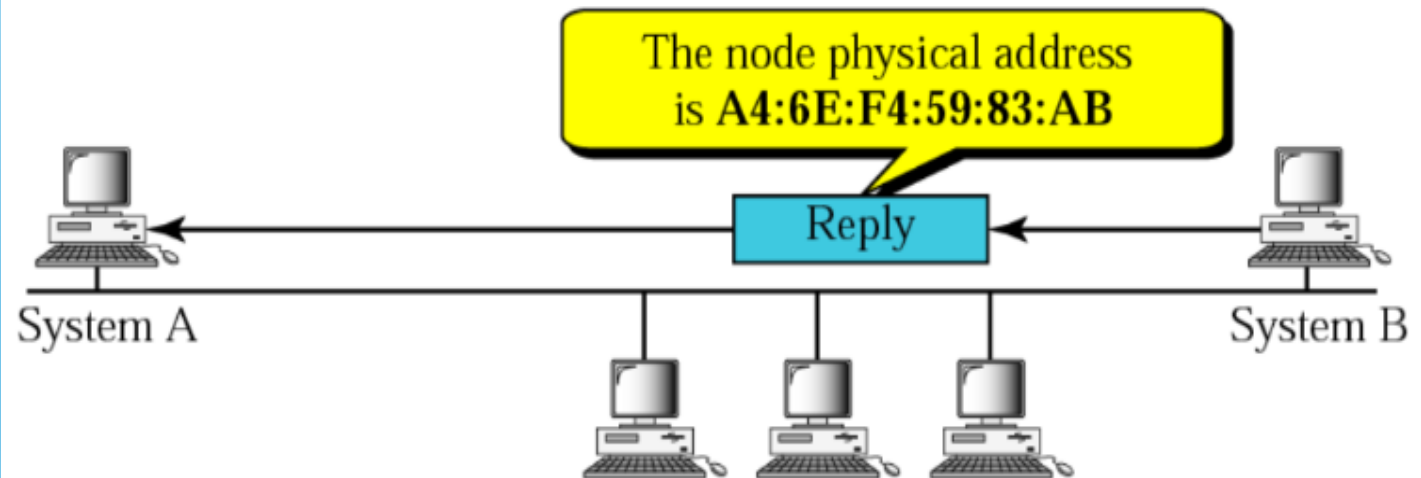 The node physical address
is A4:6E:F4:59:83:AB
Reply
System A
System B